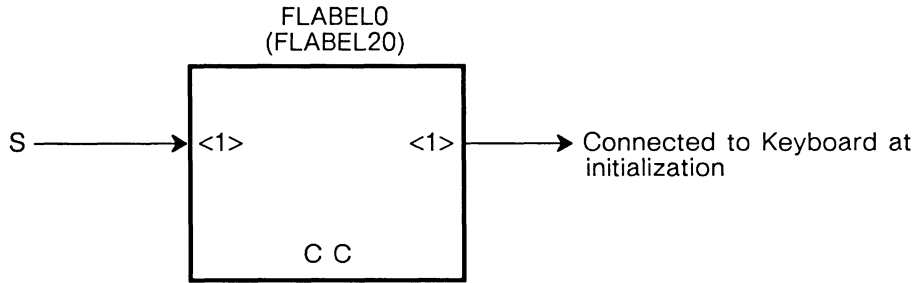 FLABEL0
(FLABEL20)
S
<1>
<1>
Connected to Keyboard at
initialization
C C